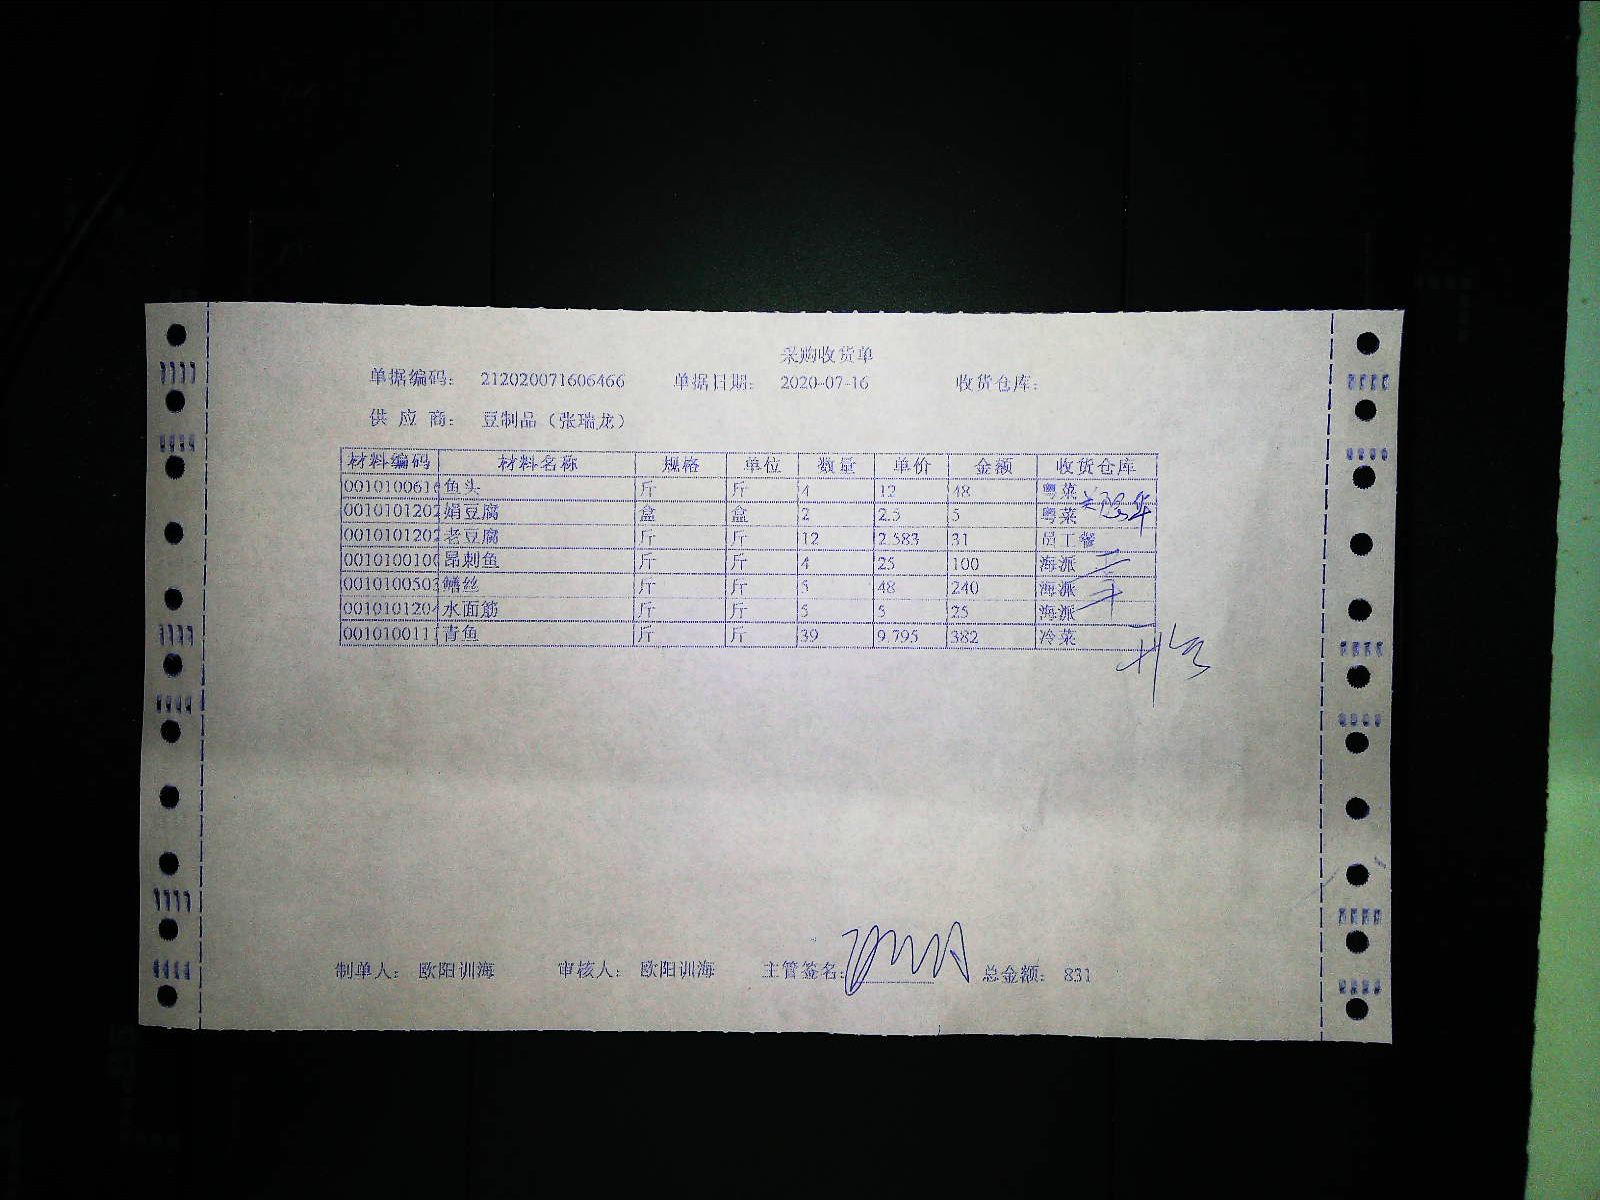 采购收货单
单据编码： 212020071606466 单据日期： 2020-07-16 收货仓库：
供 应 商： 豆制品（张瑞龙）
材料编码 材料名称 规格 单位 数量 单价 金额 收货仓库
001010061 鱼头 斤 斤 4 12 48 粤菜
001010120 娟豆腐 盒 盒 2 2.5 5 粤菜
001010120 老豆腐 斤 斤 12 2.583 31 员工餐
001010010 昂刺鱼 斤 斤 4 25 100 海派
001010050 鳝丝 斤 斤 5 48 240 海派
001010120 水面筋 斤 斤 5 5 25 海派
001010011 青鱼 斤 斤 39 9.795 382 冷菜
制单人： 欧阳训海 审核人： 欧阳训海 主管签名： 总金额： 831